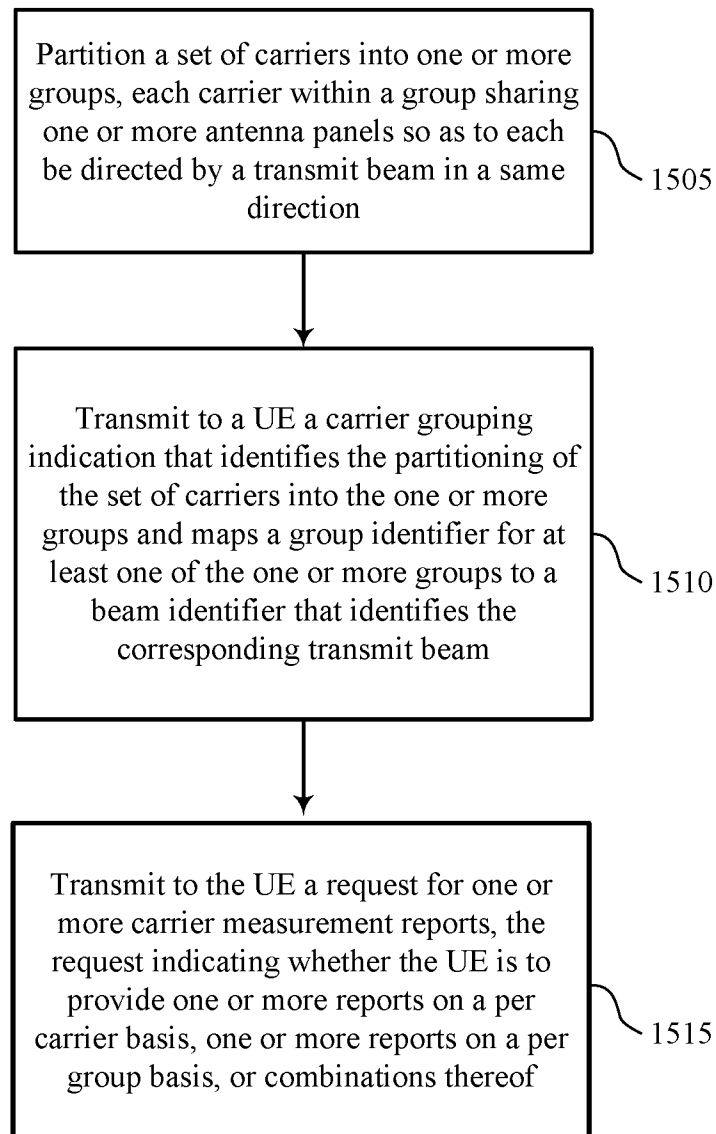 Partition a set of carriers into one or more
groups, each carrier within a group sharing
one or more antenna panels so as to each
be directed by a transmit beam in a same
direction
1505
Transmit to a UE a carrier grouping
indication that identifies the partitioning of
the set of carriers into the one or more
groups and maps a group identifier for at
least one of the one or more groups to a
beam identifier that identifies the
corresponding transmit beam
1510
Transmit to the UE a request for one or
more carrier measurement reports, the
request indicating whether the UE is to
provide one or more reports on a per
carrier basis, one or more reports on a per
group basis, or combinations thereof
1515